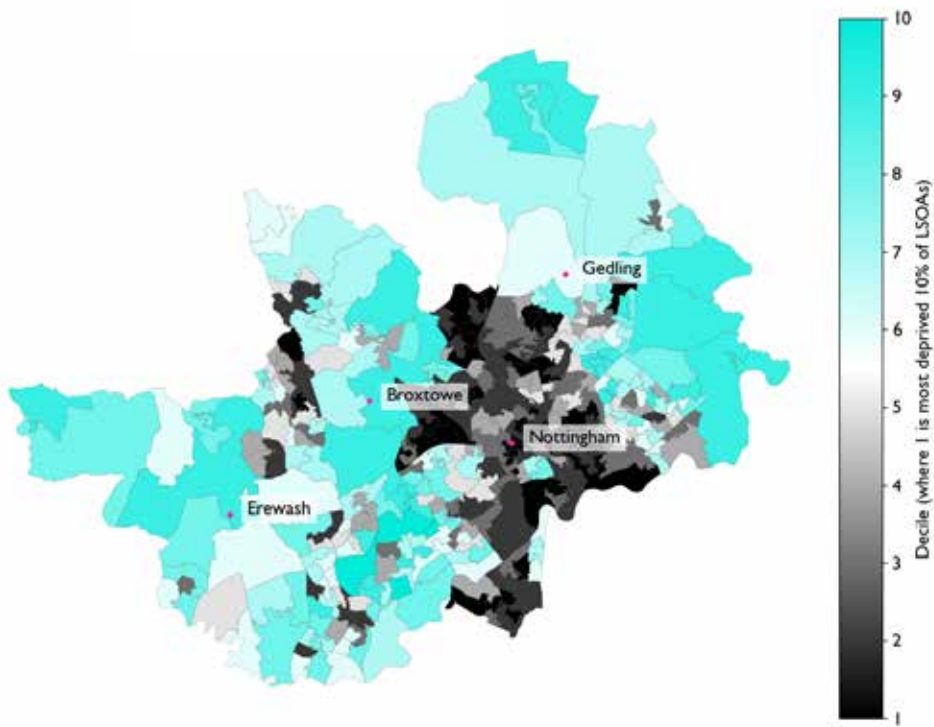 Gedling
Broxtowe
Nottingham
Erewash
10
9
8
7
6
5
4
3
2
1
Decile (where 1 is most deprived 10% of LSOAs)